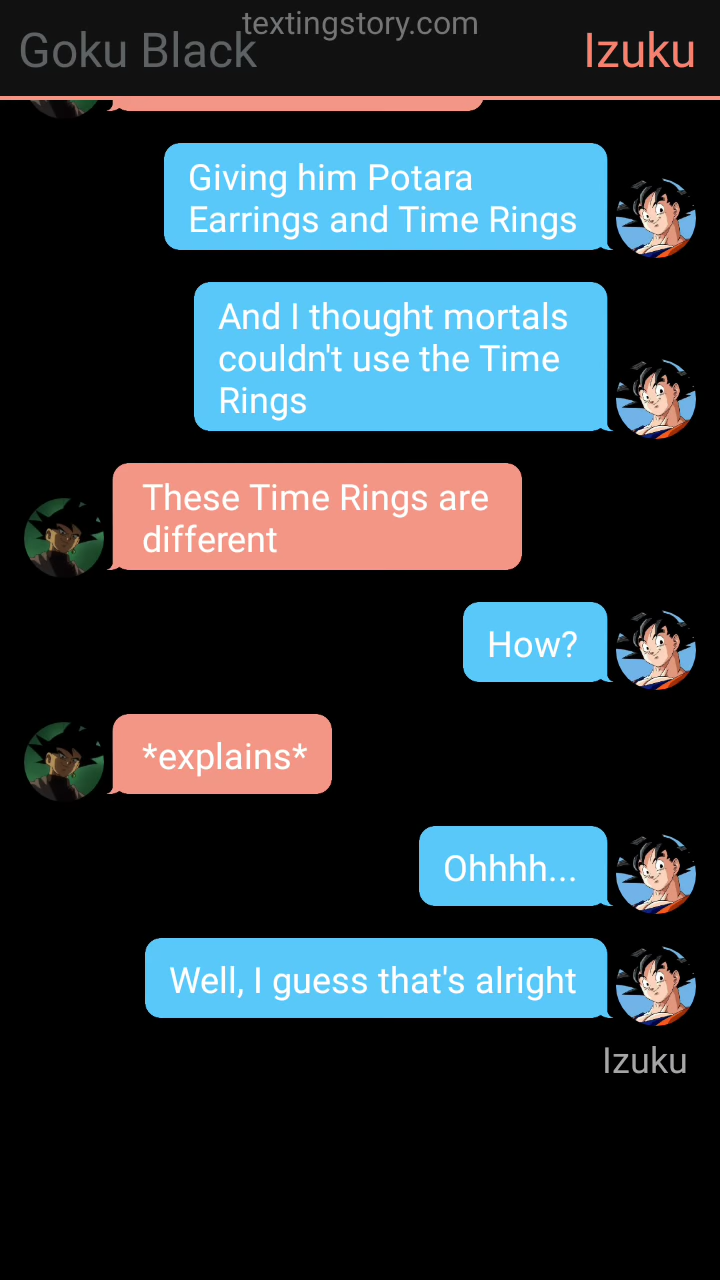 textingstory.com
Goku Black
Izuku
Giving him Potara
Earrings and Time Rings
And I thought mortals
couldn't use the Time
Rings
These Time Rings are
different
How?
*explains*
Ohhhh...
Well, I guess that's alright
Izuku